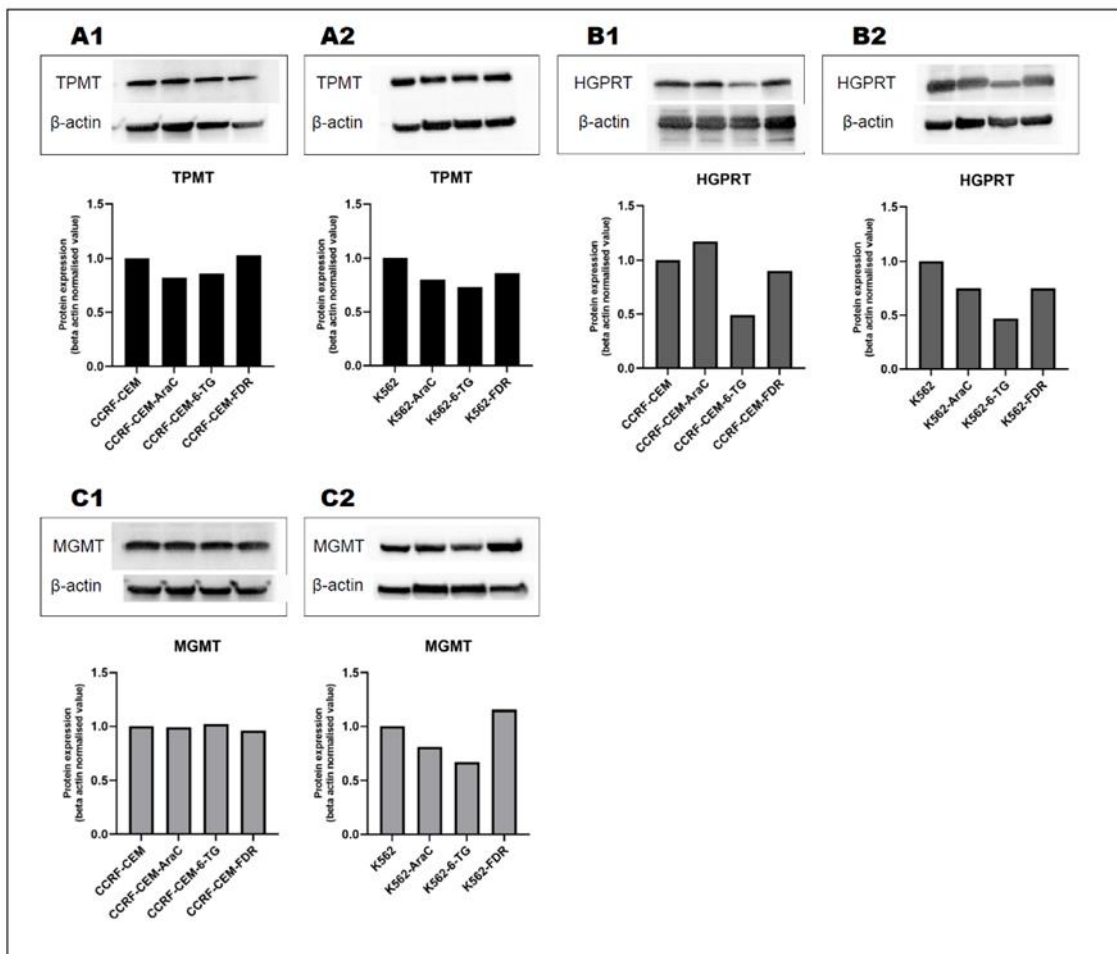 A1
TPMT
β-actin
TPMT
Protein expression
(beta actin normalised value)
1.5
1.0
0.5
0.0
CCRF-CEM
CCRF-CEM-AraC
CCRF-CEM-6-TG
CCRF-CEM-FDR
A2
TPMT
β-actin
TPMT
Protein expression
(beta actin normalised value)
1.5
1.0
0.5
0.0
K562
K562-AraC
K562-6-TG
K562-FDR
B1
HGPRT
β-actin
HGPRT
Protein expression
(beta actin normalised value)
1.5
1.0
0.5
0.0
CCRF-CEM
CCRF-CEM-AraC
CCRF-CEM-6-TG
CCRF-CEM-FDR
B2
HGPRT
β-actin
HGPRT
Protein expression
(beta actin normalised value)
1.5
1.0
0.5
0.0
K562
K562-AraC
K562-6-TG
K562-FDR
C1
MGMT
β-actin
MGMT
Protein expression
(beta actin normalised value)
1.5
1.0
0.5
0.0
CCRF-CEM
CCRF-CEM-AraC
CCRF-CEM-6-TG
CCRF-CEM-FDR
C2
MGMT
β-actin
MGMT
Protein expression
(beta actin normalised value)
1.5
1.0
0.5
0.0
K562
K562-AraC
K562-6-TG
K562-FDR